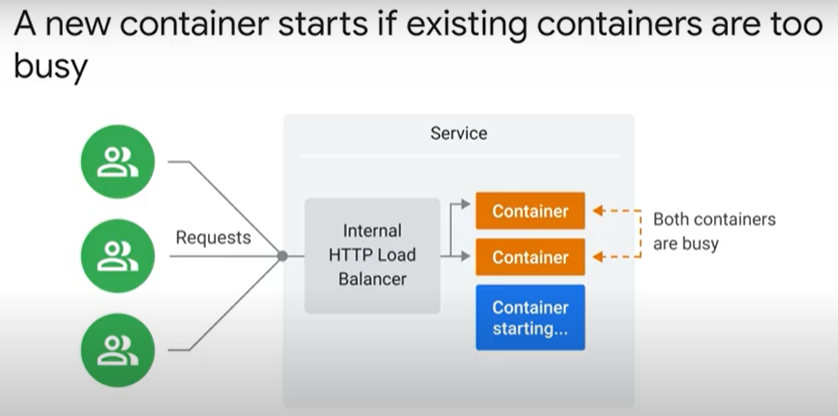 A new container starts if existing containers are too
busy
Service
Requests
Internal
HTTP Load
Balancer
Container
Container
Container
starting...
Both containers
are busy